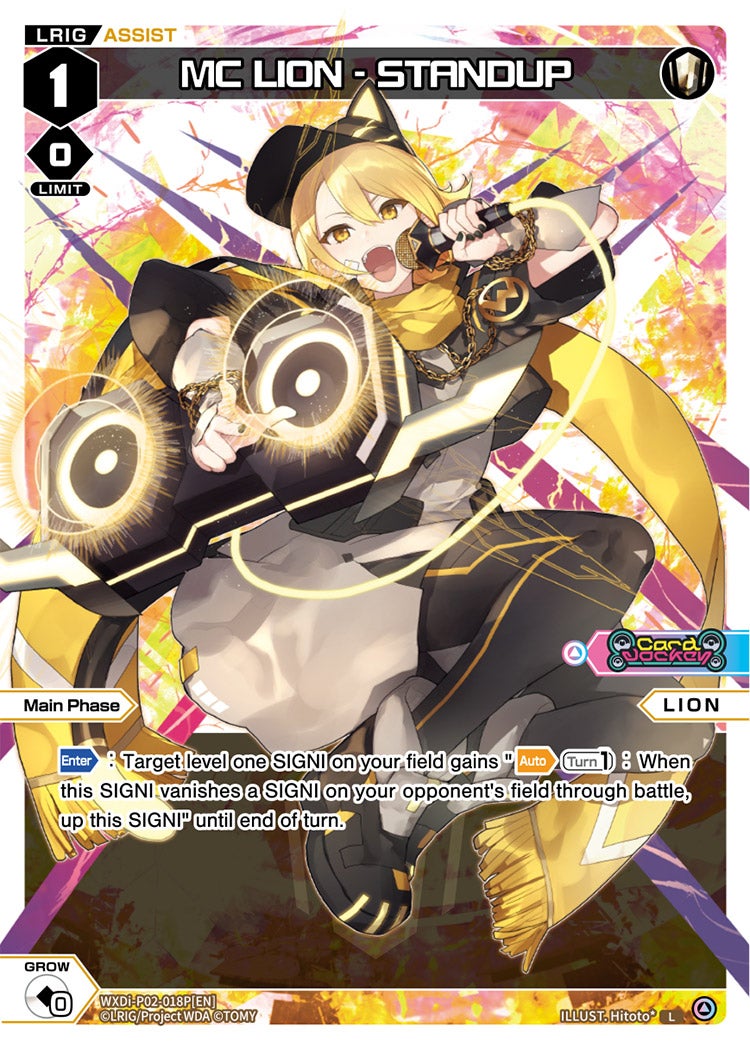 LRIG ASSIST
1
MC LION - STANDUP
0
LIMIT
Card Jockey
Main Phase
LION
Enter : Target level one SIGNI on your field gains " Auto Turn 1 : When
this SIGNI vanishes a SIGNI on your opponent's field through battle,
up this SIGNI" until end of turn.
GROW
0
WXDi-P02-018P[EN]
©LRIG/Project WDA ©TOMY
ILLUST. Hitoto* L